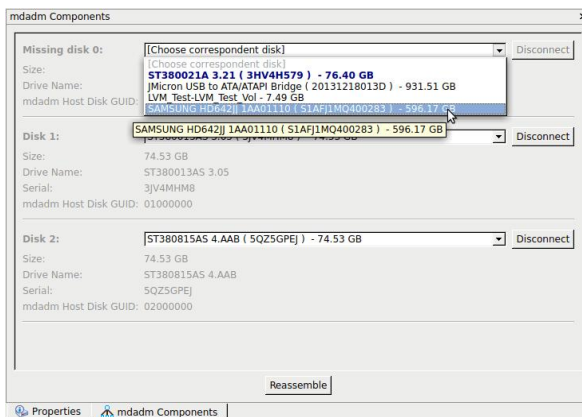 mdadm Components
Missing disk 0:
[Choose correspondent disk]
Disconnect
[Choose correspondent disk]
Size:
ST380021A 3.21 ( 3HV4H579 ) - 76.40 GB
Drive Name:
JMicron USB to ATA/ATAPI Bridge ( 20131218013D ) - 931.51 GB
LVM_Test-LVM_Test_Vol - 7.49 GB
mdadm Host Disk GUID:
SAMSUNG HD642JJ 1AA01110 ( S1AFJ1MQ400283 ) - 596.17 GB
SAMSUNG HD642JJ 1AA01110 ( S1AFJ1MQ400283 ) - 596.17 GB
Disk 1:
Disconnect
Size:
74.53 GB
Drive Name:
ST380013AS 3.05
Serial:
3JV4MHM8
mdadm Host Disk GUID: 01000000
Disk 2:
ST380815AS 4.AAB ( 5QZ5GPEJ ) - 74.53 GB
Disconnect
Size:
74.53 GB
Drive Name:
ST380815AS 4.AAB
Serial:
5QZ5GPEJ
mdadm Host Disk GUID: 02000000
Reassemble
Properties
mdadm Components